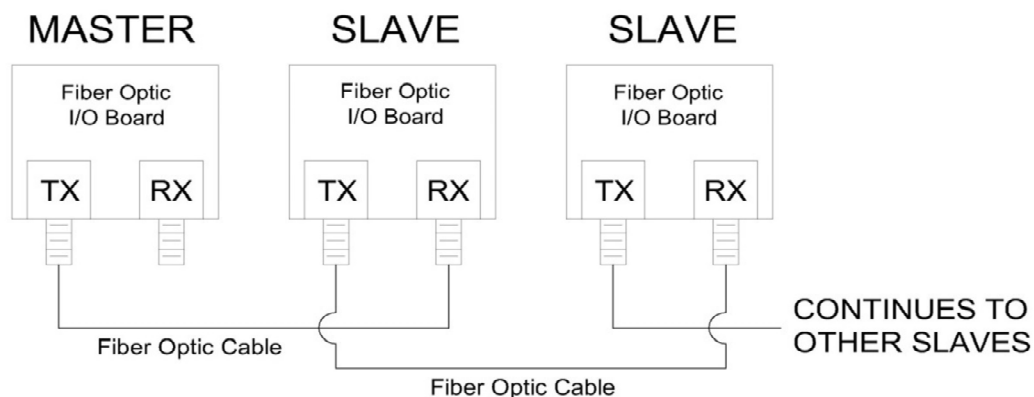 MASTER
SLAVE
SLAVE
Fiber Optic
I/O Board
Fiber Optic
I/O Board
Fiber Optic
I/O Board
TX
RX
TX
RX
TX
RX
CONTINUES TO
OTHER SLAVES
Fiber Optic Cable
Fiber Optic Cable